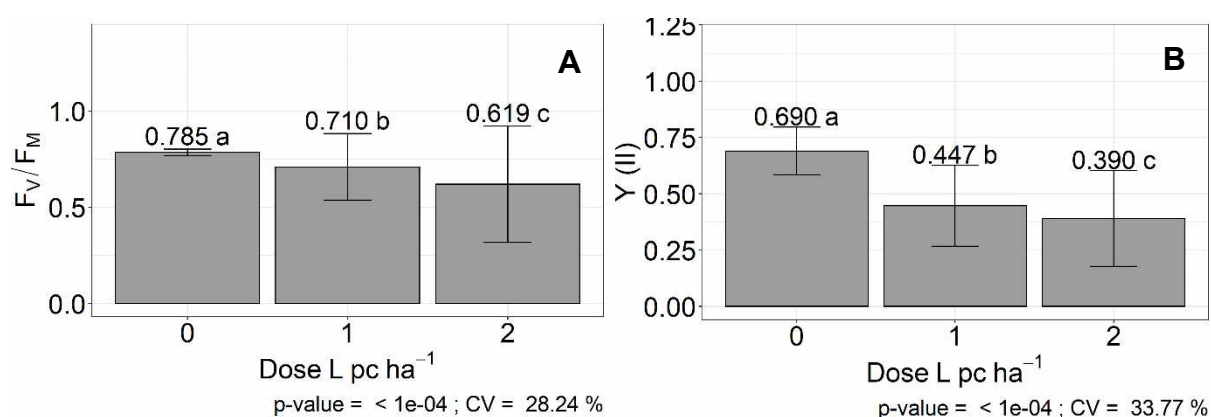 A
1.0
0.5
0.0
F_V/F_M
0.785 a
0.710 b
0.619 c
0
1
2
Dose L pc ha⁻¹
p-value = < 1e-04 ; CV = 28.24 %
B
1.25
1.00
0.75
0.50
0.25
0.00
Y (II)
0.690 a
0.447 b
0.390 c
0
1
2
Dose L pc ha⁻¹
p-value = < 1e-04 ; CV = 33.77 %